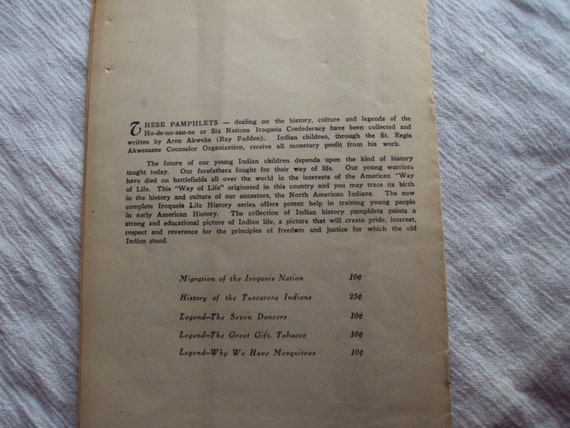 THESE PAMPHLETS — dealing on the history, culture and legends of the
Ho-de-no-sau-ne or Six Nations Iroquois Confederacy have been collected and
written by Aren Akweks (Ray Fadden). Indian children, through the St. Regis
Akwesasne Counselor Organization, receive all monetary profit from his work.
The future of our young Indian children depends upon the kind of history
taught today. Our forefathers fought for their way of life. Our young warriors
have died on battlefields all over the world in the interests of the American "Way
of Life. This "Way of Life" originated in this country and you may trace its birth
in the history and culture of our ancestors, the North American Indians. The now
complete Iroquois Life History series offers potent help in training young people
in early American History. The collection of Indian history pamphlets paints a
strong and educational picture of Indian life, a picture that will create pride, interest,
respect and reverence for the principles of freedom and justice for which the old
Indian stood.
Migration of the Iroquois Nation 10¢
History of the Tuscarora Indians 25¢
Legend—The Seven Dancers 10¢
Legend—The Great Gift, Tobacco 10¢
Legend—Why We Have Mosquitoes 10¢